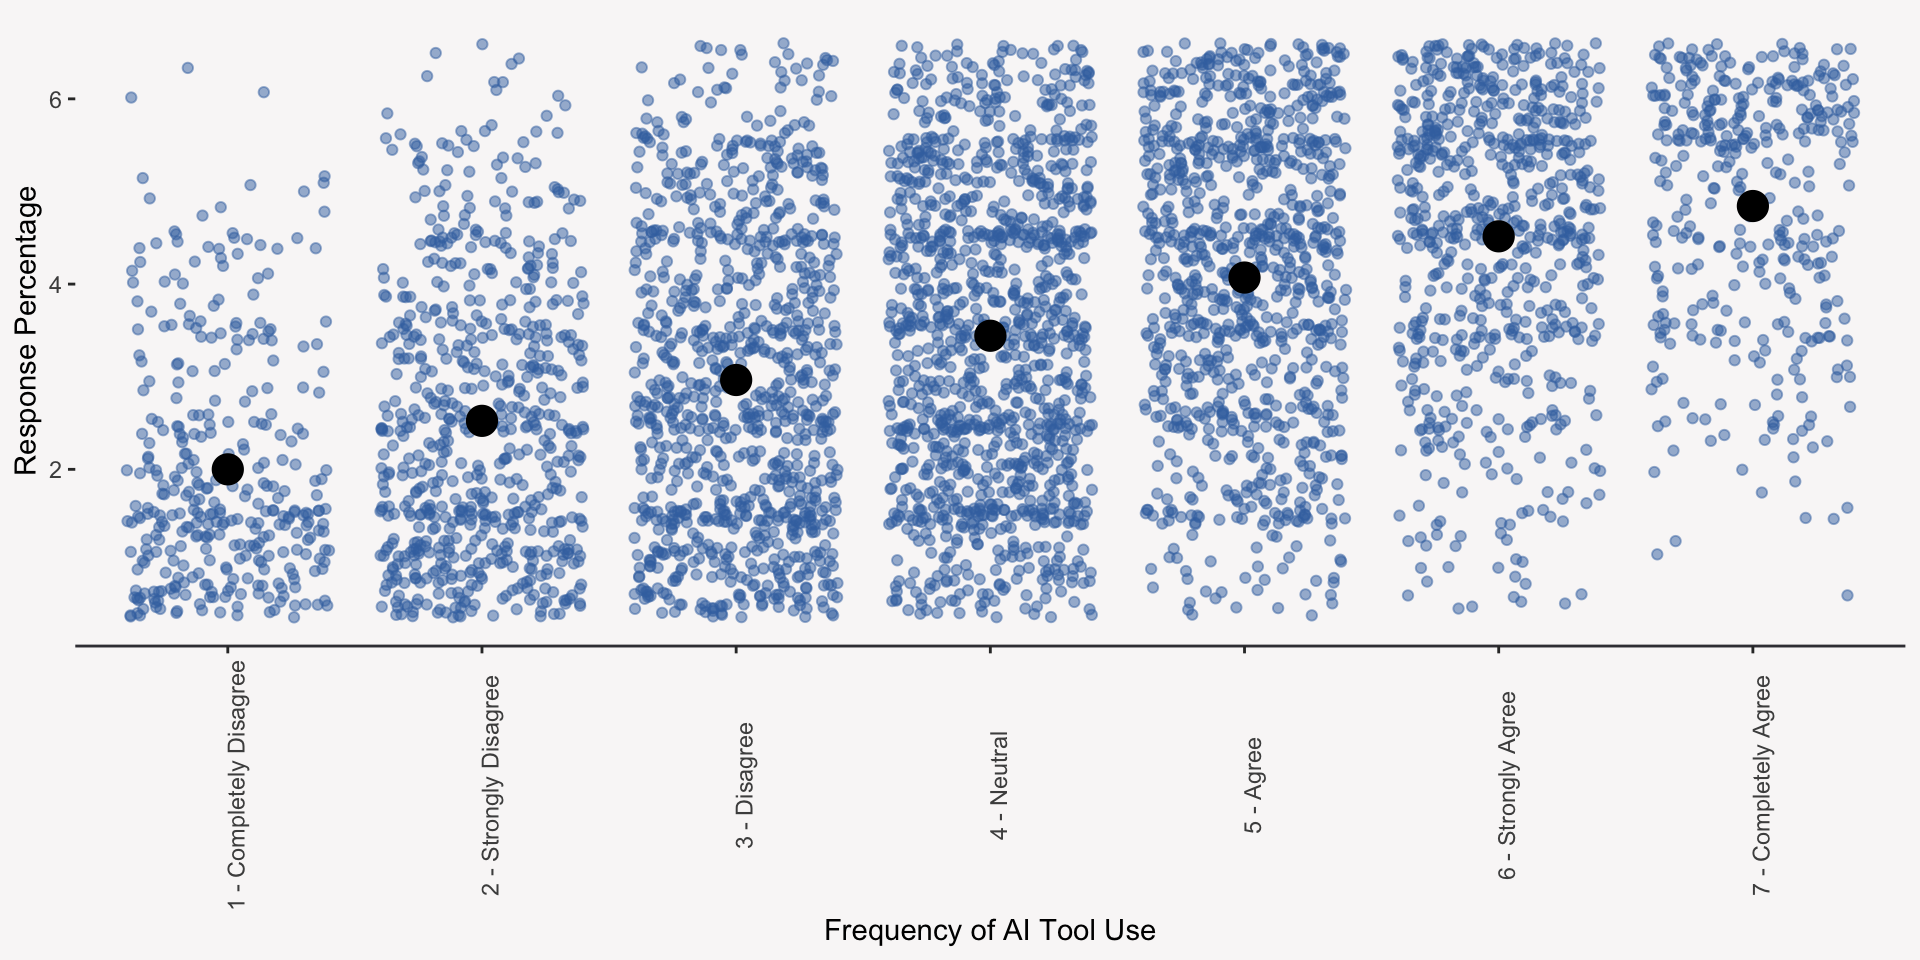 Response Percentage
6
4
2
1 - Completely Disagree
2 - Strongly Disagree
3 - Disagree
4 - Neutral
5 - Agree
6 - Strongly Agree
7 - Completely Agree
Frequency of AI Tool Use